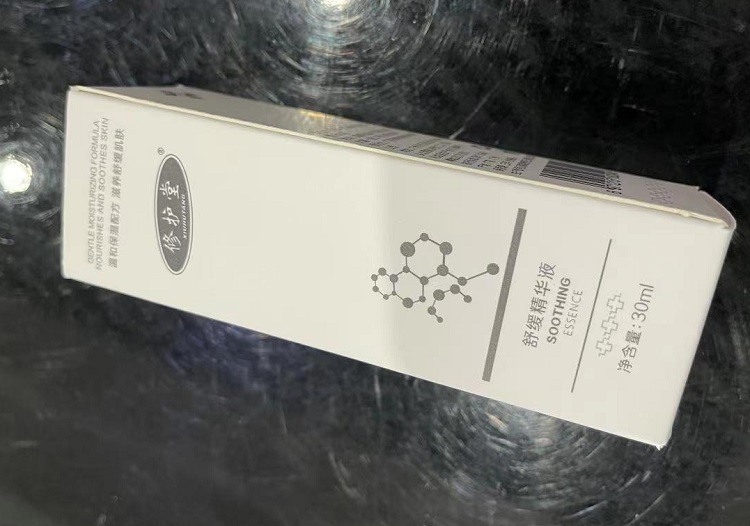 GENTLE MOISTURIZING FORMULA
NOURISHES AND SOOTHES SKIN
温和保湿配方 滋养舒缓肌肤
®
修护堂
XIUHUTANG
舒缓精华液
SOOTHING
ESSENCE
净含量:30ml